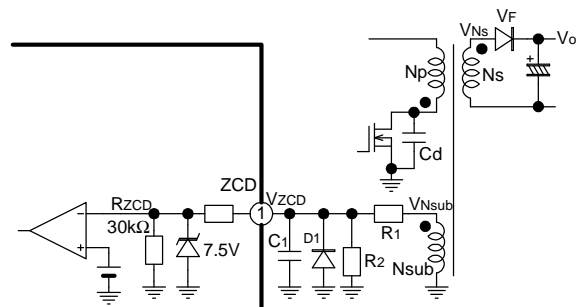 VF
VNs
Vo
+
Np
Ns
Cd
ZCD
VZCD
1
RZCD
30kΩ
7.5V
−
+
C1
D1
R2
R1
VNsub
Nsub